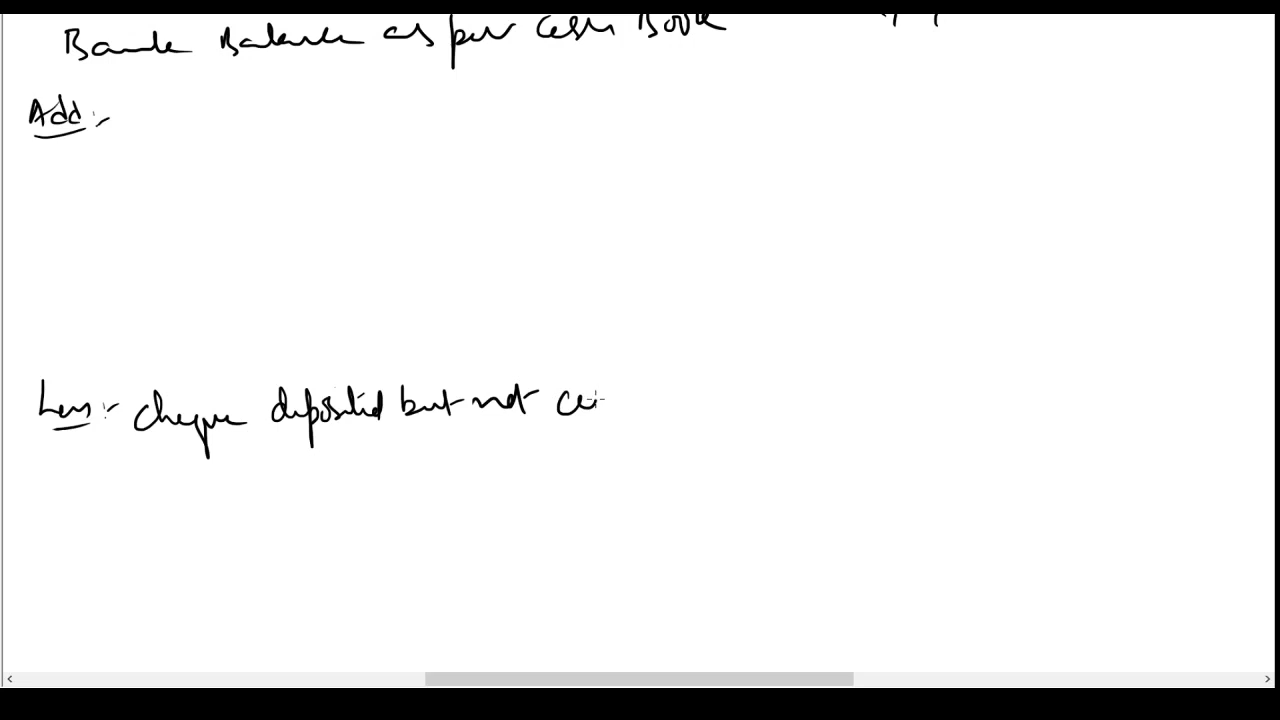 Bank Balance as per Cash Book
Add :-
Less :- Cheque deposited but not